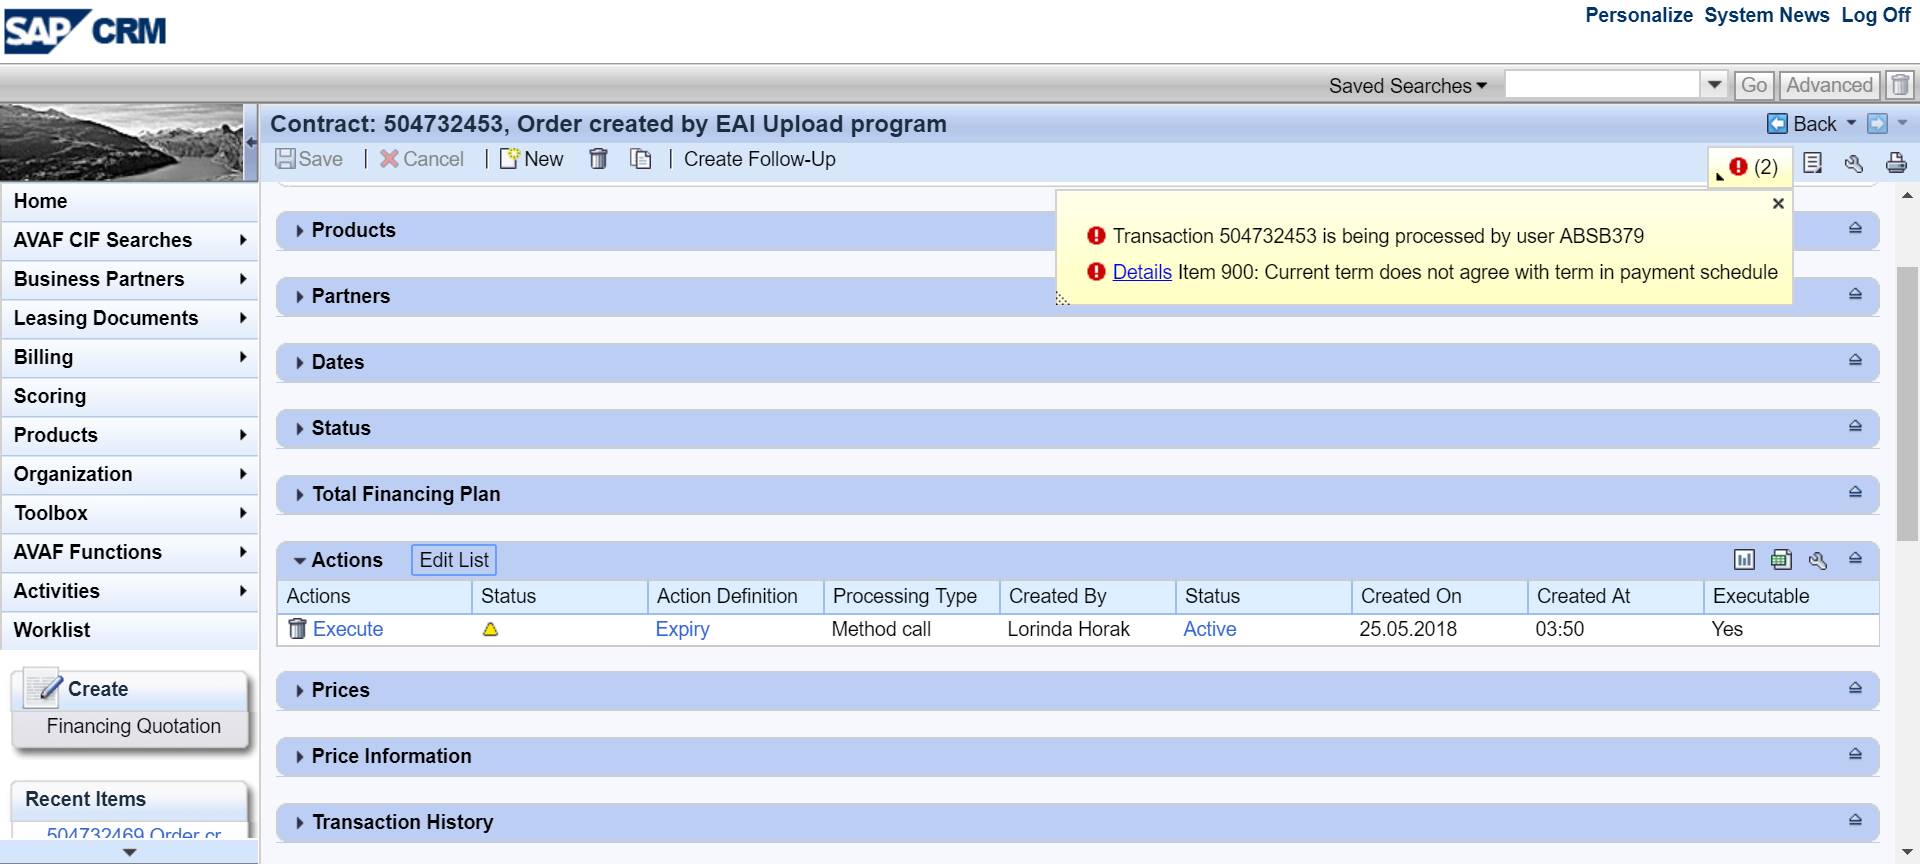 SAP CRM
Personalize System News Log Off
Saved Searches Go Advanced
Contract: 504732453, Order created by EAI Upload program Back
Save | Cancel | New | Create Follow-Up (2)
Transaction 504732453 is being processed by user ABSB379
Details Item 900: Current term does not agree with term in payment schedule
Home
AVAF CIF Searches
Business Partners
Leasing Documents
Billing
Scoring
Products
Organization
Toolbox
AVAF Functions
Activities
Worklist
Create
Financing Quotation
Recent Items
504732469 Order cr
Products
Partners
Dates
Status
Total Financing Plan
Actions Edit List
Actions Status Action Definition Processing Type Created By Status Created On Created At Executable
Execute Expiry Method call Lorinda Horak Active 25.05.2018 03:50 Yes
Prices
Price Information
Transaction History